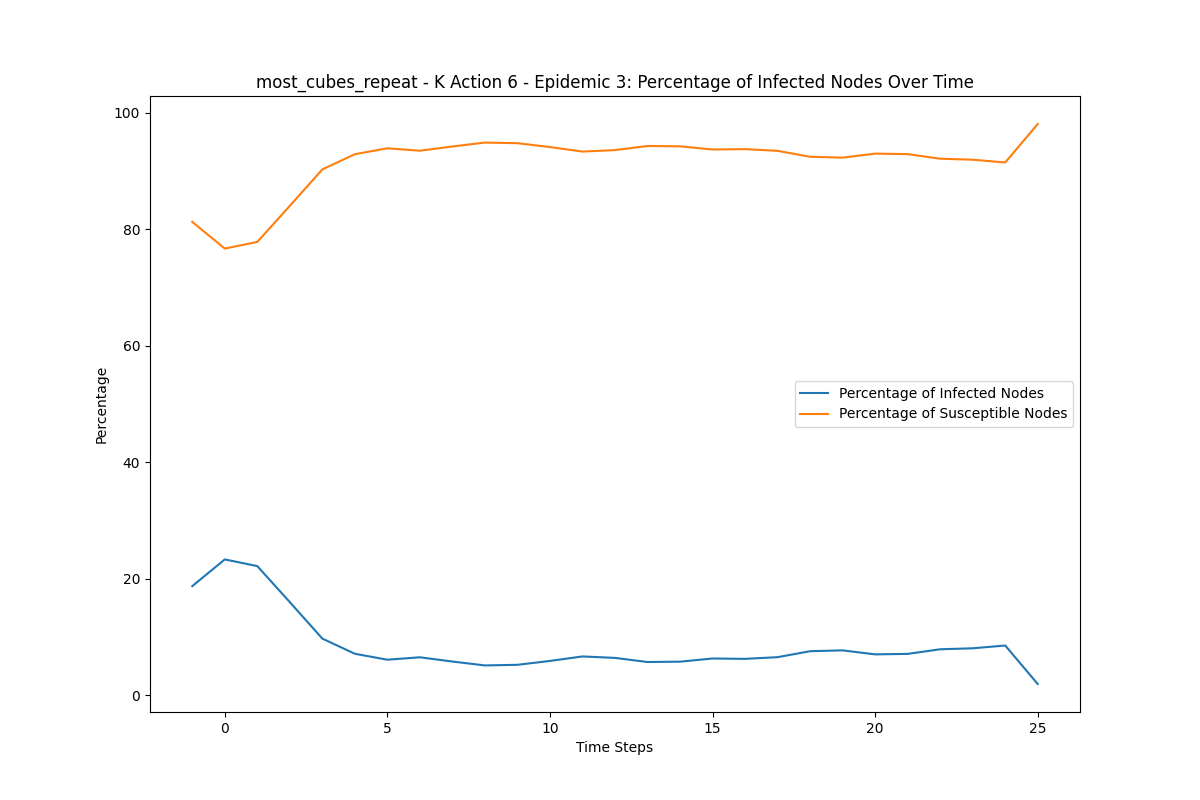 most_cubes_repeat - K Action 6 - Epidemic 3: Percentage of Infected Nodes Over Time
100
80
60
40
20
0
Percentage
Percentage of Infected Nodes
Percentage of Susceptible Nodes
0 5 10 15 20 25
Time Steps